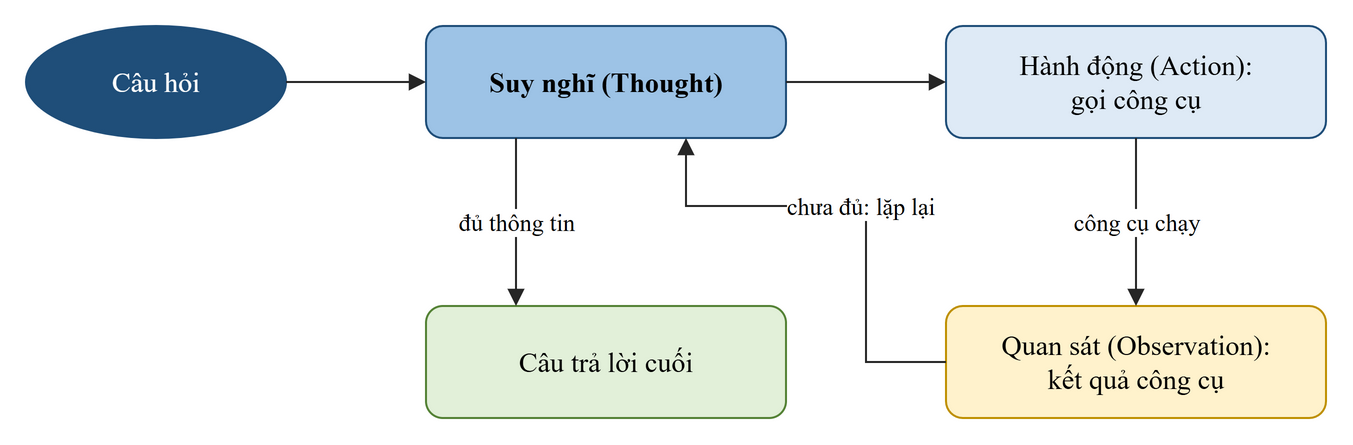 Câu hỏi
Suy nghĩ (Thought)
Hành động (Action):
gọi công cụ
chưa đủ: lặp lại
đủ thông tin
công cụ chạy
Câu trả lời cuối
Quan sát (Observation):
kết quả công cụ